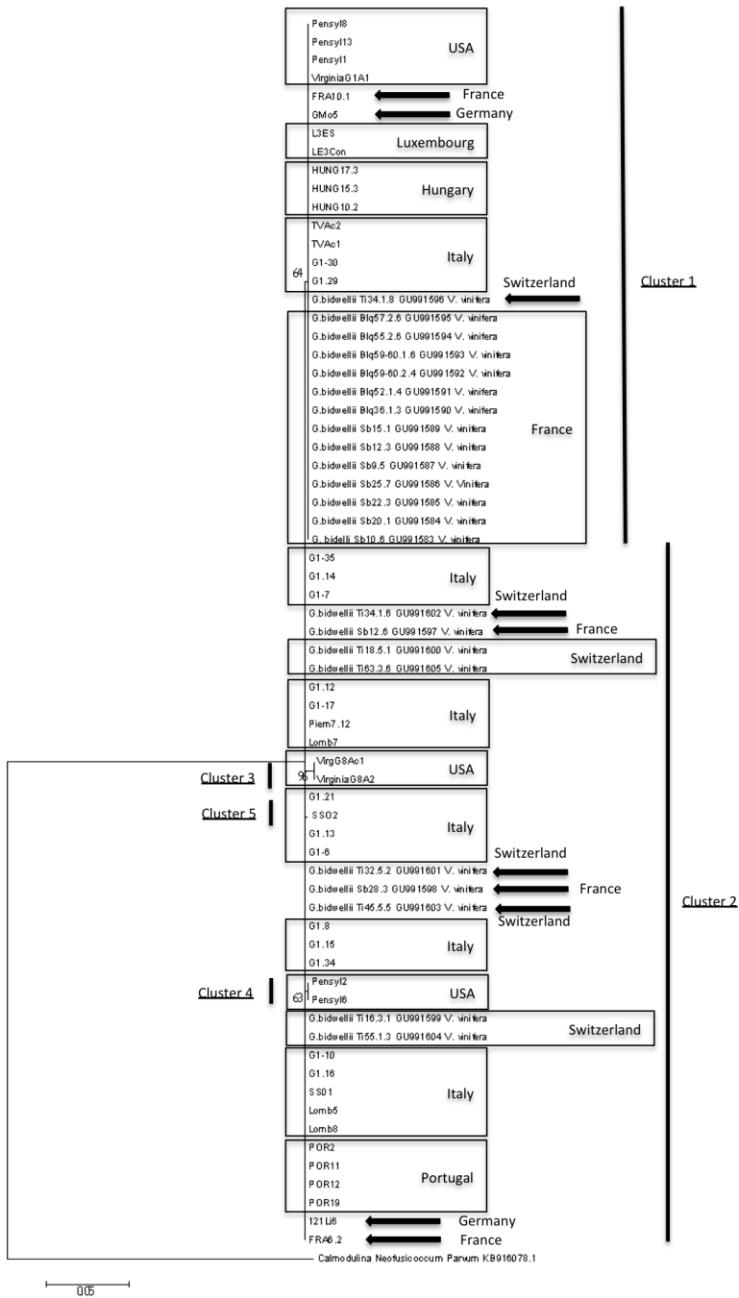 Pensyl8
Pensyl13
Pensyl1
VirginiaG1A1
USA
FRA10.1
France
GMo5
Germany
L3ES
LE3Con
Luxembourg
HUNG17.3
HUNG15.3
HUNG10.2
Hungary
TVAc2
TVAc1
G1-30
G1.29
Italy
64
Cluster 1
G.bidwellii Ti34.1.8 GU991596 V. vinifera
Switzerland
G.bidwellii Blq57.2.6 GU991595 V. vinifera
G.bidwellii Blq55.2.6 GU991594 V. vinifera
G.bidwellii Blq59-60.1.6 GU991593 V. vinifera
G.bidwellii Blq59-60.2.4 GU991592 V. vinifera
G.bidwellii Blq52.1.4 GU991591 V. vinifera
G.bidwellii Blq36.1.3 GU991590 V. vinifera
G.bidwellii Sb15.1 GU991589 V. vinifera
G.bidwellii Sb12.3 GU991588 V. vinifera
G.bidwellii Sb9.5 GU991587 V. vinifera
G.bidwellii Sb25.7 GU991586 V. Vinifera
G.bidwellii Sb22.3 GU991585 V. vinifera
G.bidwellii Sb20.1 GU991584 V. vinifera
G. bidelli Sb10.6 GU991583 V. vinifera
France
G1-35
G1.14
G1-7
Italy
G.bidwellii Ti34.1.6 GU991602 V. vinifera
Switzerland
G.bidwellii Sb12.6 GU991597 V. vinifera
France
G.bidwellii Ti18.5.1 GU991600 V. vinifera
G.bidwellii Ti63.3.6 GU991605 V. vinifera
Switzerland
G1.12
G1-17
Piem7.12
Lomb7
Italy
VirgG8Ac1
VirginiaG8A2
USA
96
Cluster 3
G1.21
SSO2
G1.13
G1-6
Italy
Cluster 5
G.bidwellii Ti32.5.2 GU991601 V. vinifera
Switzerland
G.bidwellii Sb28.3 GU991598 V. vinifera
France
G.bidwellii Ti45.5.5 GU991603 V. vinifera
Switzerland
Cluster 2
G1.8
G1.15
G1.34
Italy
Pensyl2
Pensyl6
USA
63
Cluster 4
G.bidwellii Ti16.3.1 GU991599 V. vinifera
G.bidwellii Ti55.1.3 GU991604 V. vinifera
Switzerland
G1-10
G1.16
SS01
Lomb5
Lomb8
Italy
POR2
POR11
POR12
POR19
Portugal
121Li6
Germany
FRA6.2
France
Calmodulina Neofusicoccum Parvum KB916078.1
0.05